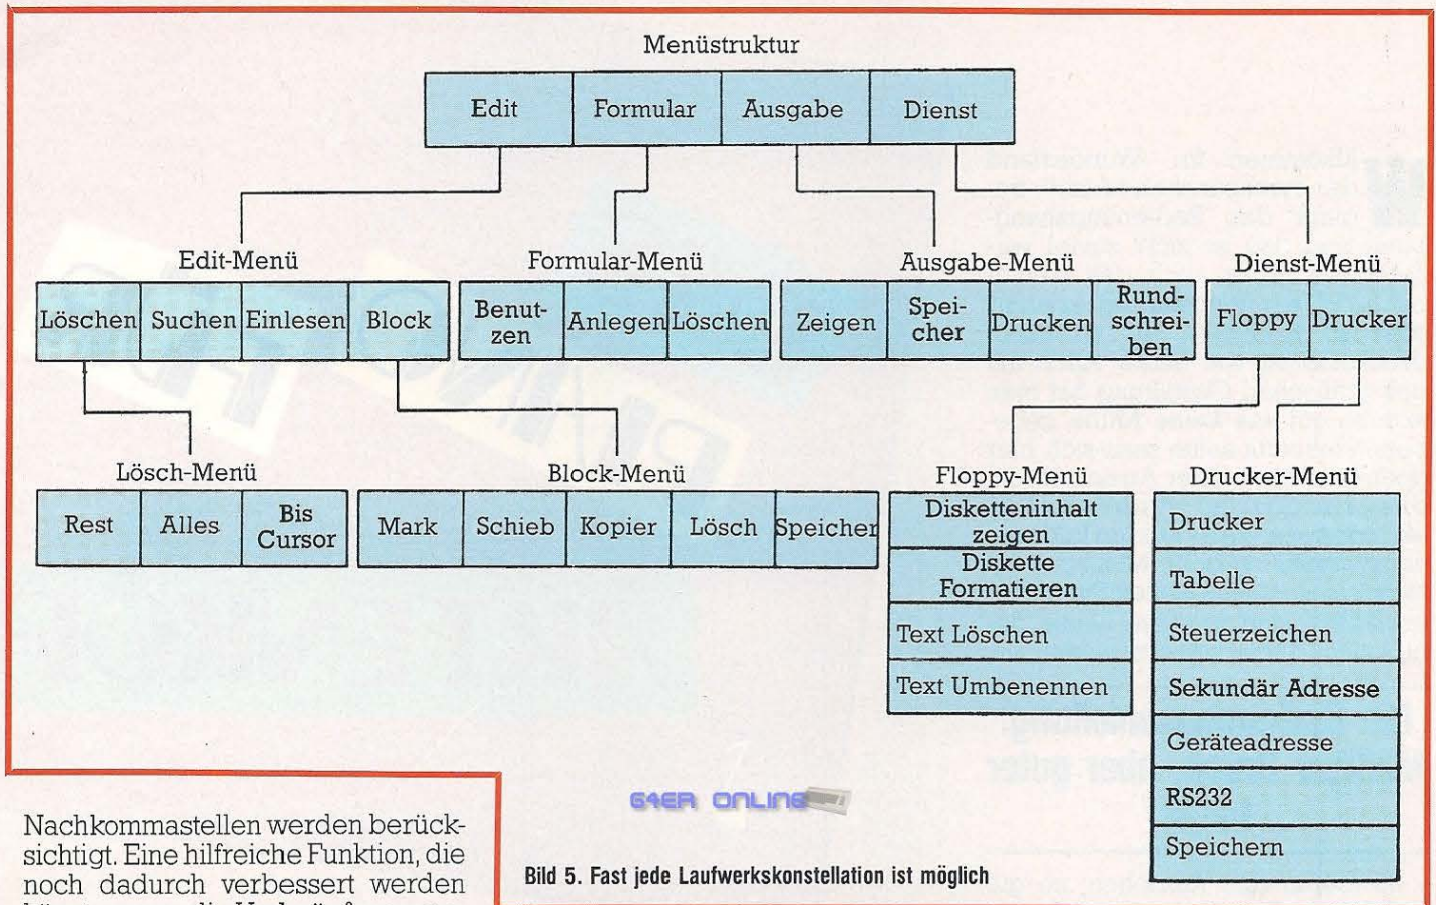 Menüstruktur
Edit Formular Ausgabe Dienst
Edit-Menü Formular-Menü Ausgabe-Menü Dienst-Menü
Löschen Suchen Einlesen Block
Benut-
zen
Anlegen Löschen
Zeigen
Spei-
cher
Drucken
Rund-
schrei-
ben
Floppy Drucker
Lösch-Menü Block-Menü Floppy-Menü Drucker-Menü
Rest Alles
Bis
Cursor
Mark Schieb Kopier Lösch Speicher
Disketteninhalt
zeigen
Diskette
Formatieren
Text Löschen
Text Umbenennen
Drucker
Tabelle
Steuerzeichen
Sekundär Adresse
Geräteadresse
RS232
Speichern
64ER ONLINE
Nachkommastellen werden berück-
sichtigt. Eine hilfreiche Funktion, die
noch dadurch verbessert werden
Bild 5. Fast jede Laufwerkskonstellation ist möglich